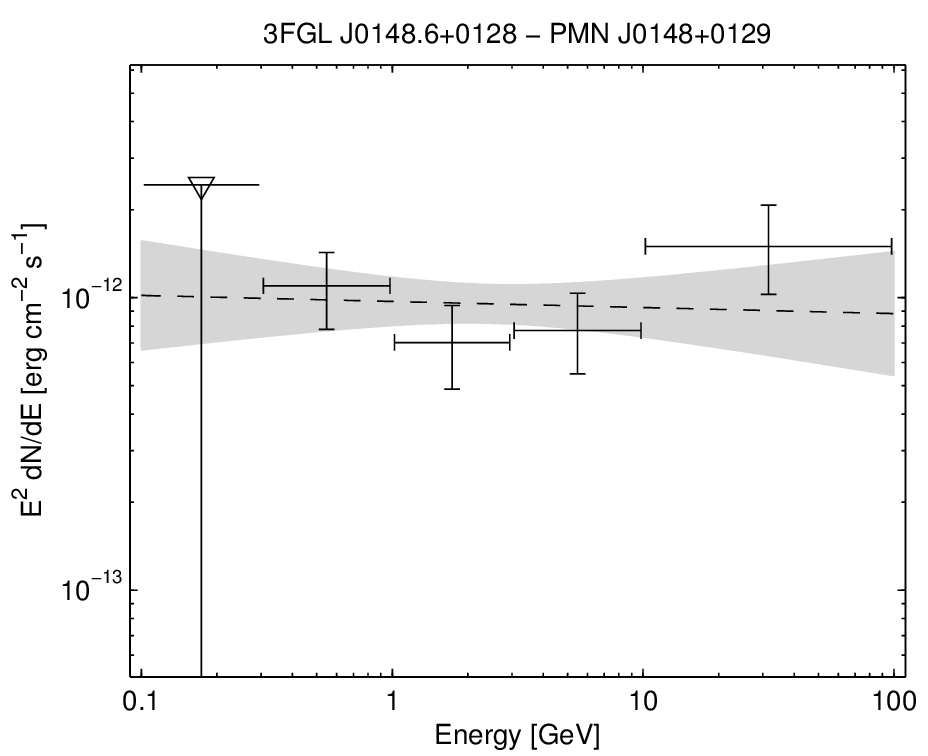 3FGL J0148.6+0128 − PMN J0148+0129
E² dN/dE [erg cm⁻² s⁻¹]
10⁻¹²
10⁻¹³
0.1 1 10 100
Energy [GeV]